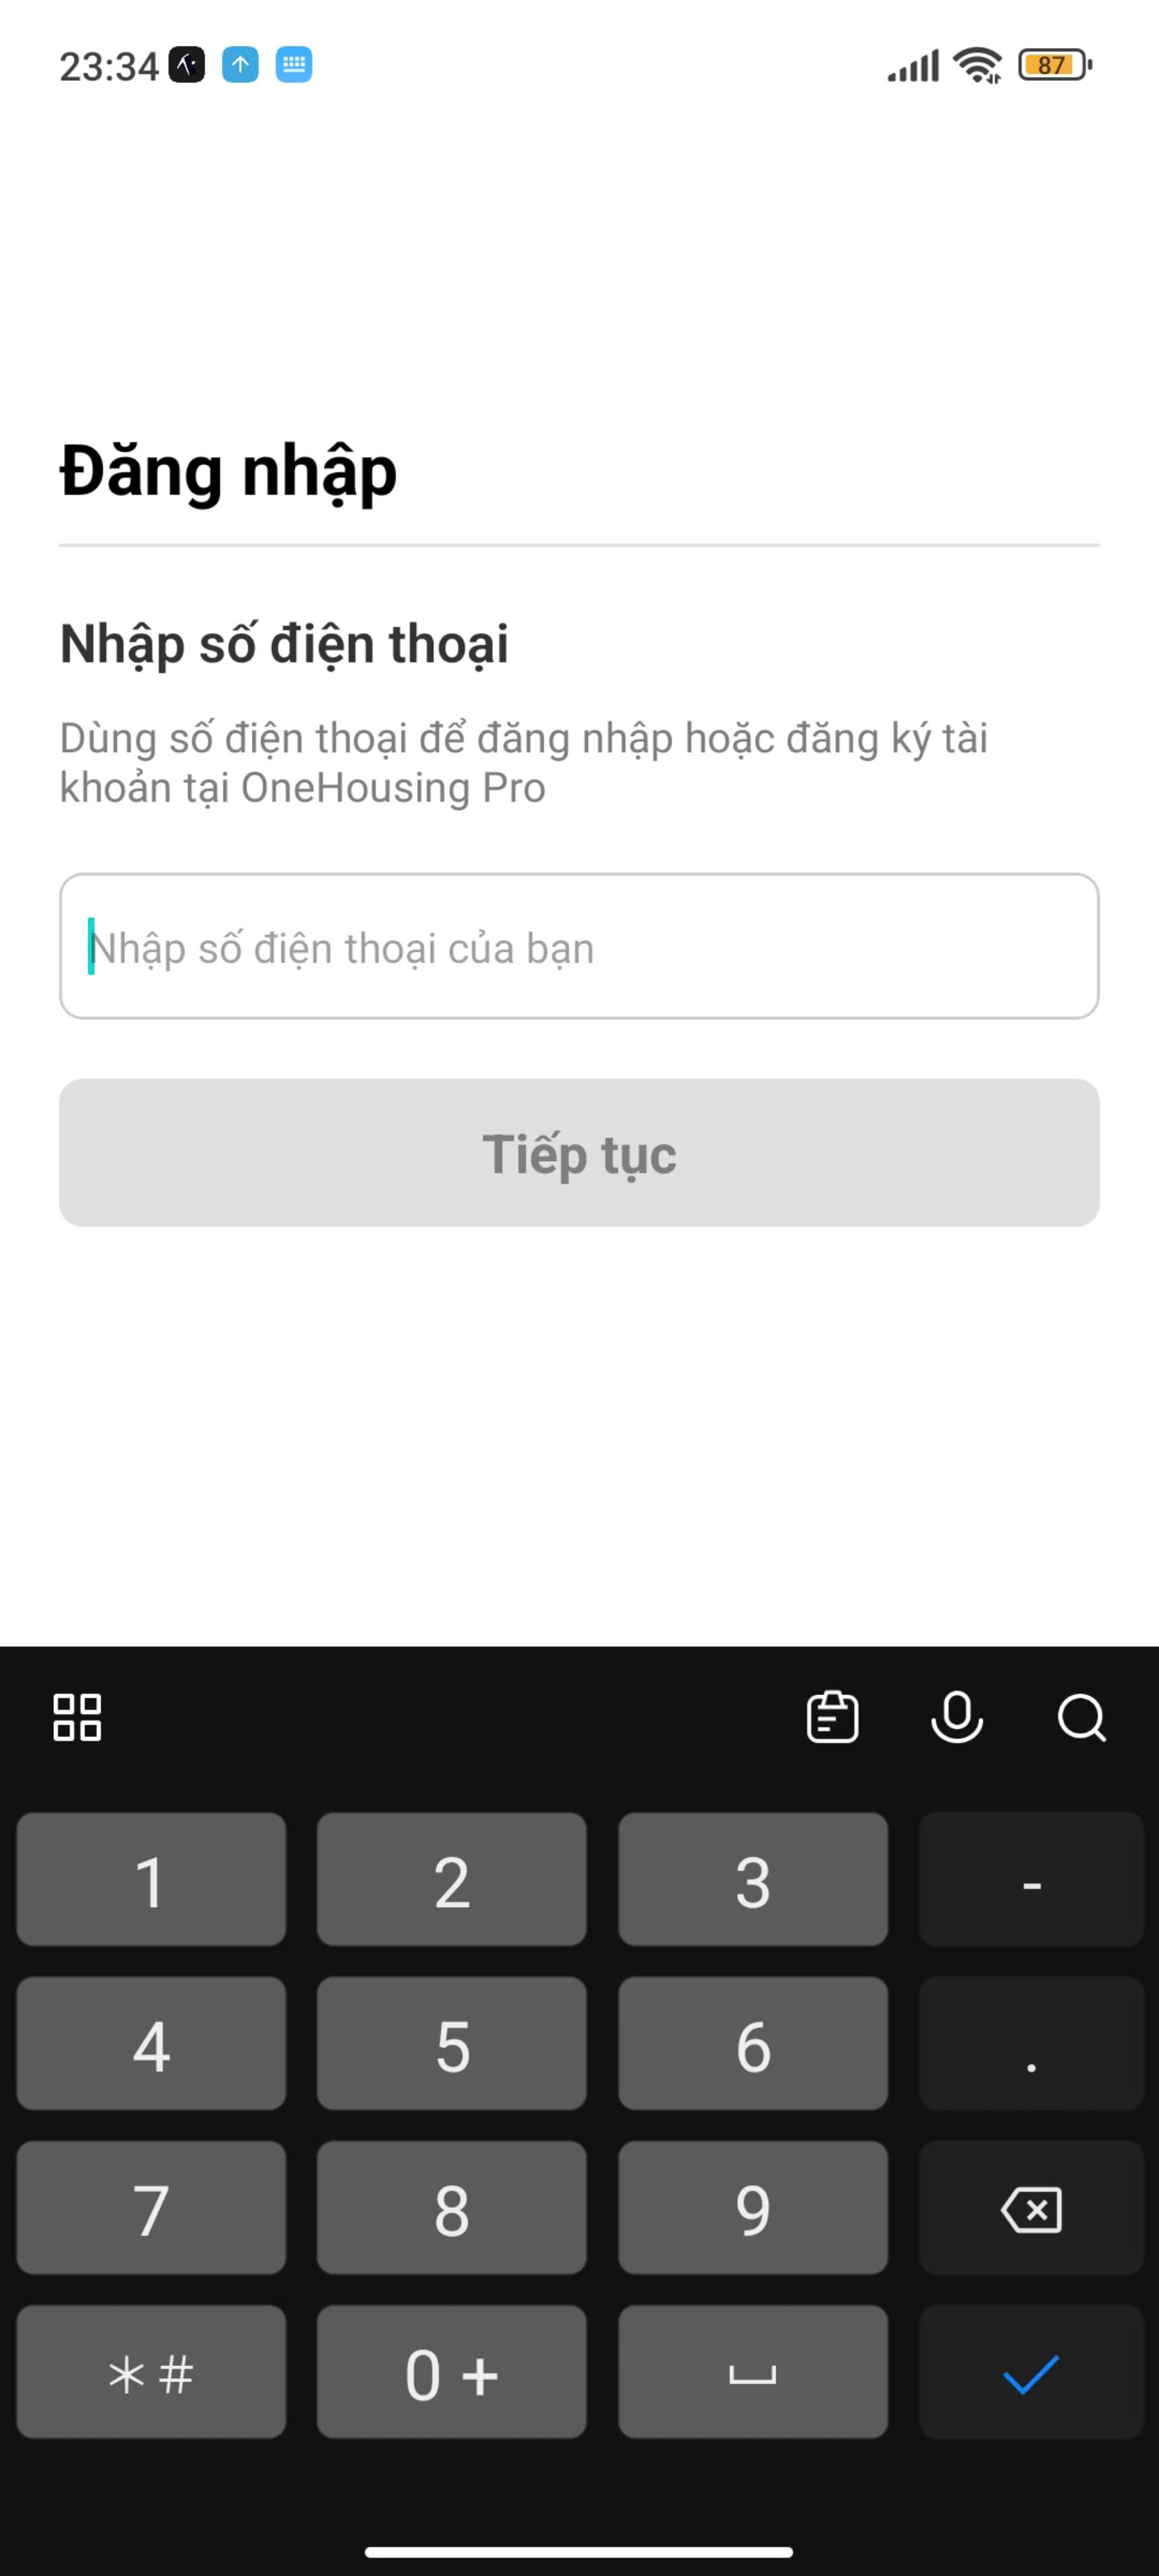 23:34
87
Đăng nhập
Nhập số điện thoại
Dùng số điện thoại để đăng nhập hoặc đăng ký tài
khoản tại OneHousing Pro
Nhập số điện thoại của bạn
Tiếp tục
1 2 3 -
4 5 6 .
7 8 9
*# 0 +